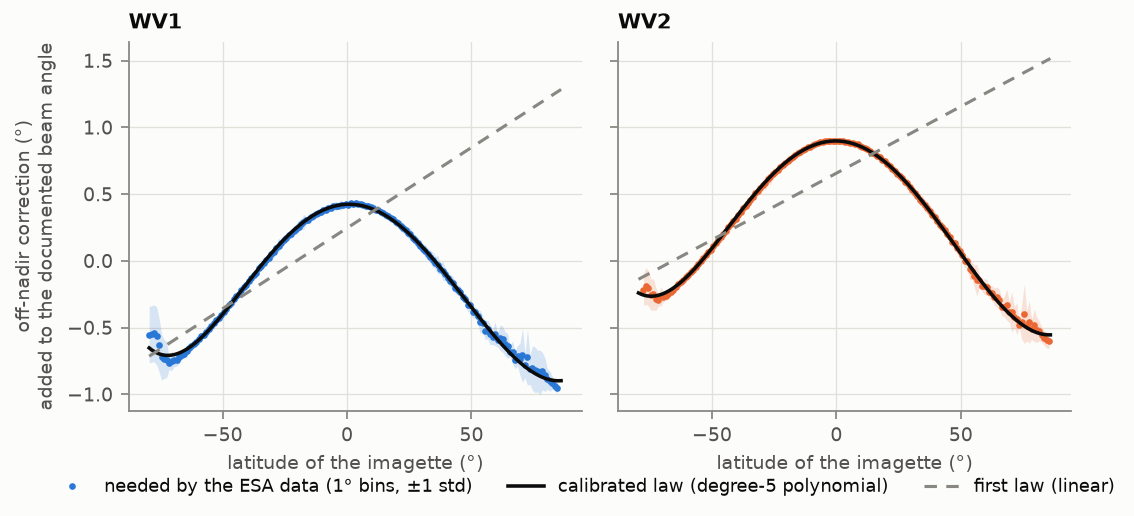 WV1
WV2
off-nadir correction (°)
added to the documented beam angle
1.5
1.0
0.5
0.0
−0.5
−1.0
−50
0
50
−50
0
50
latitude of the imagette (°)
latitude of the imagette (°)
needed by the ESA data (1° bins, ±1 std)
calibrated law (degree-5 polynomial)
first law (linear)